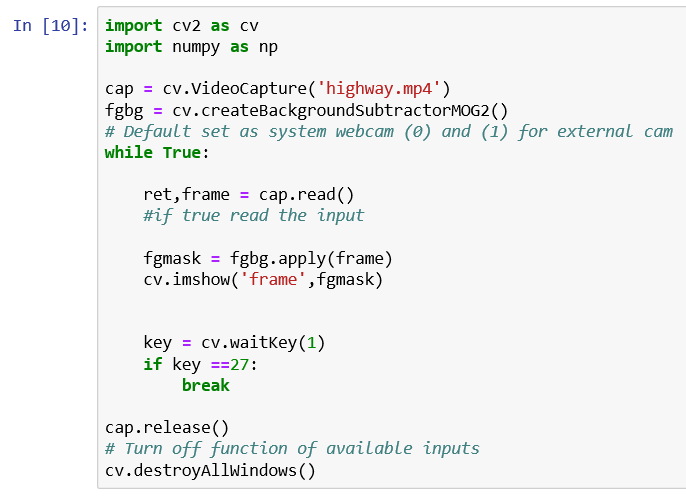 In [10]: import cv2 as cv
import numpy as np
cap = cv.VideoCapture('highway.mp4')
fgbg = cv.createBackgroundSubtractorMOG2()
# Default set as system webcam (0) and (1) for external cam
while True:
    ret,frame = cap.read()
    #if true read the input
    fgmask = fgbg.apply(frame)
    cv.imshow('frame',fgmask)
    key = cv.waitKey(1)
    if key ==27:
        break
cap.release()
# Turn off function of available inputs
cv.destroyAllWindows()